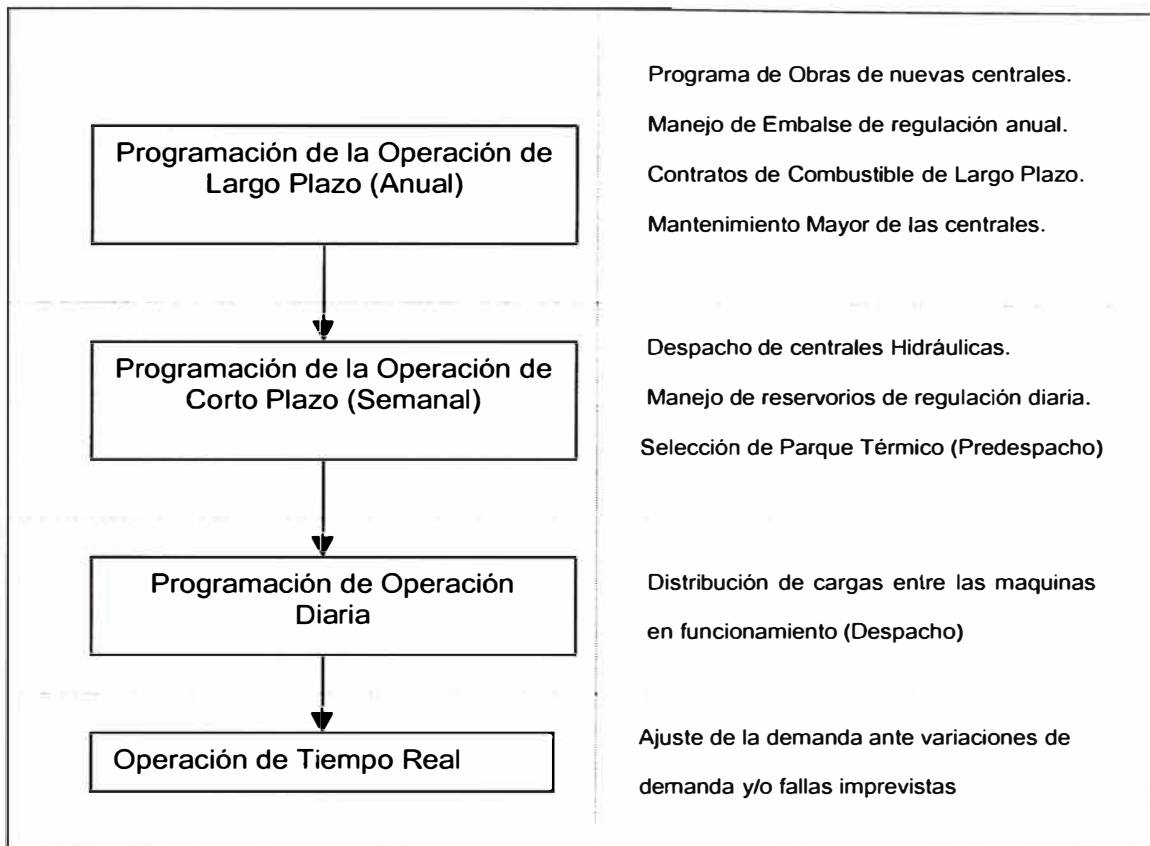 Programa de Obras de nuevas centrales.
Programación de la Operación de
Largo Plazo (Anual)
Manejo de Embalse de regulación anual.
Contratos de Combustible de Largo Plazo.
Mantenimiento Mayor de las centrales.
Programación de la Operación de
Corto Plazo (Semanal)
Despacho de centrales Hidráulicas.
Manejo de reservorios de regulación diaria.
Selección de Parque Térmico (Predespacho)
Programación de Operación
Diaria
Distribución de cargas entre las maquinas
en funcionamiento (Despacho)
Operación de Tiempo Real
Ajuste de la demanda ante variaciones de
demanda y/o fallas imprevistas